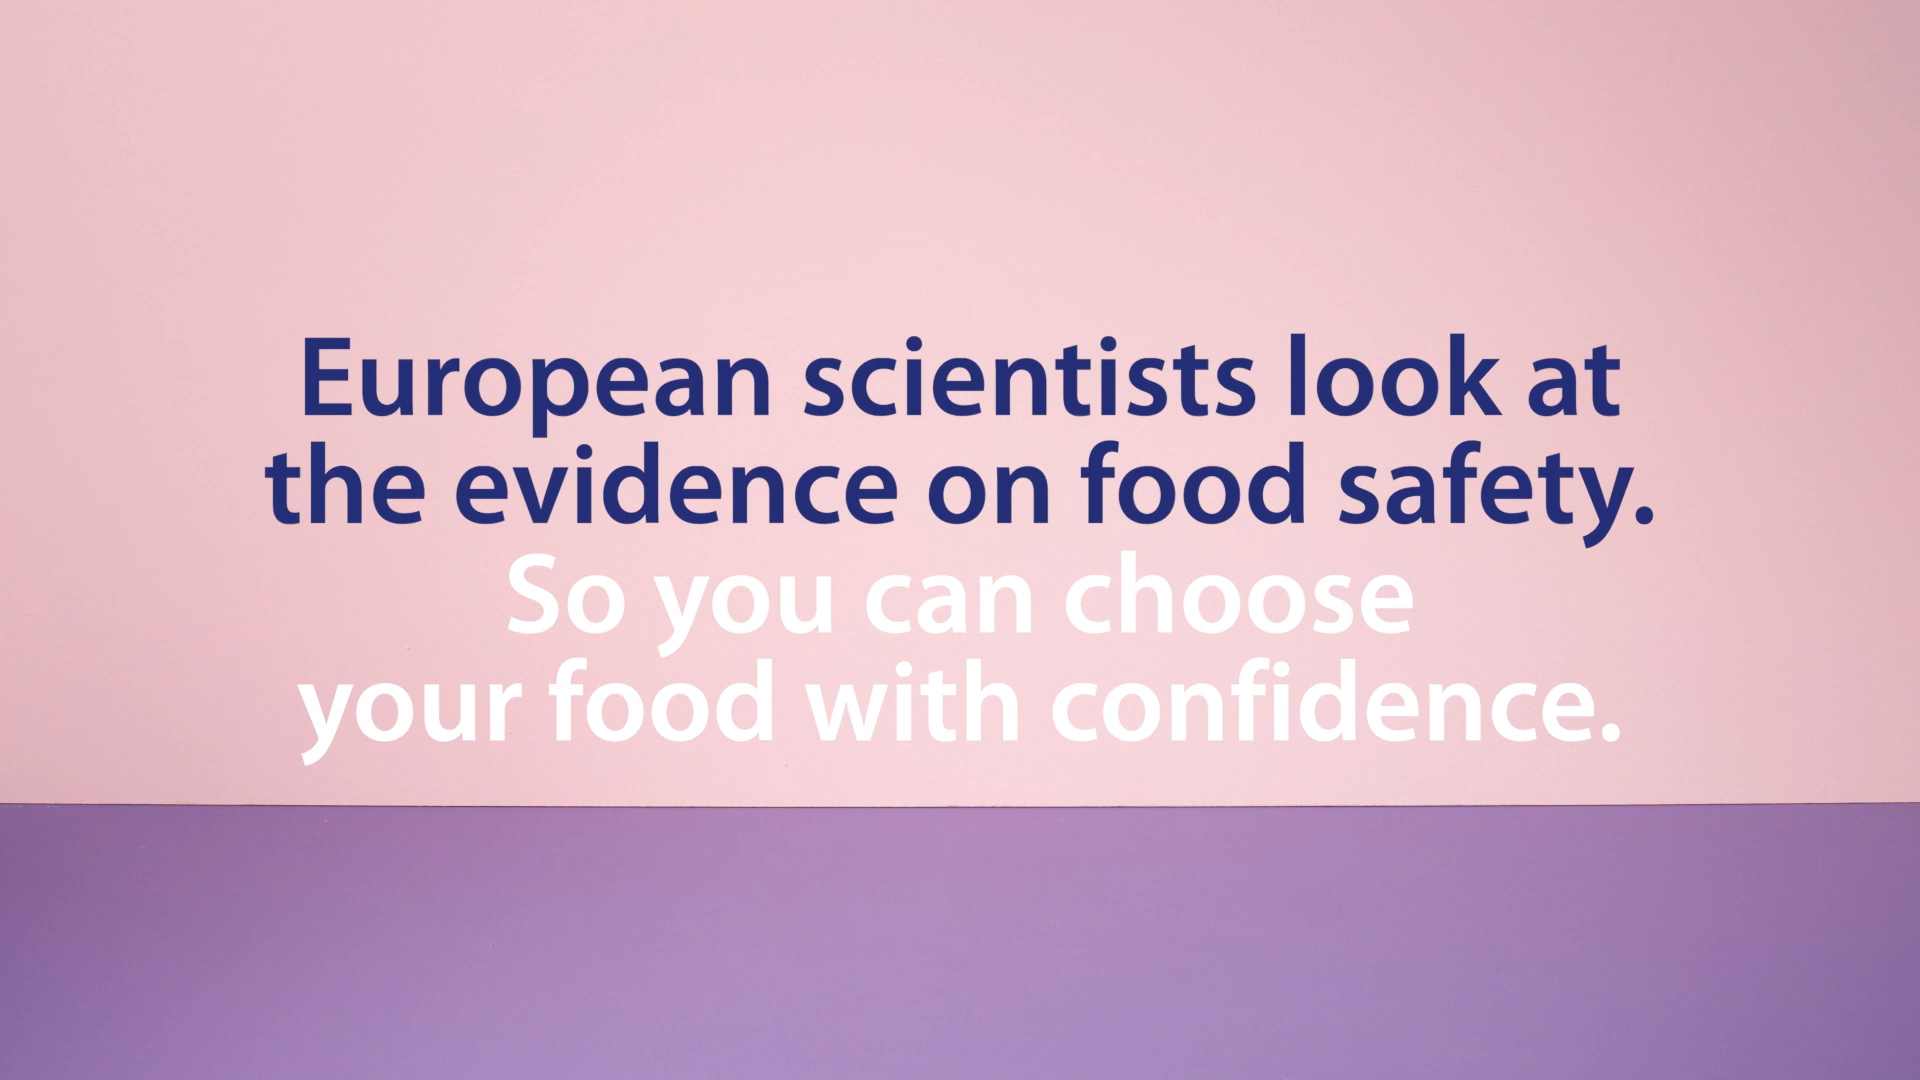 European scientists look at
the evidence on food safety.
So you can choose
your food with confidence.